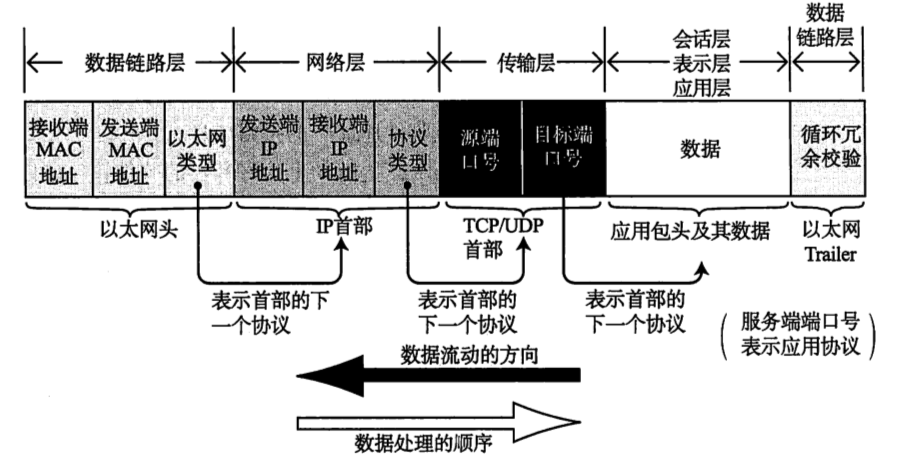 数据链路层
网络层
传输层
会话层
表示层
应用层
数据
链路层
接收端
MAC
地址
发送端
MAC
地址
以太网
类型
发送端
IP
地址
接收端
IP
地址
协议
类型
源端
口号
目标端
口号
数据
循环冗
余校验
以太网头
IP首部
TCP/UDP
首部
应用包头及其数据
以太网
Trailer
表示首部的下
一个协议
表示首部的
下一个协议
表示首部的
下一个协议
(服务端端口号
表示应用协议)
数据流动的方向
数据处理的顺序